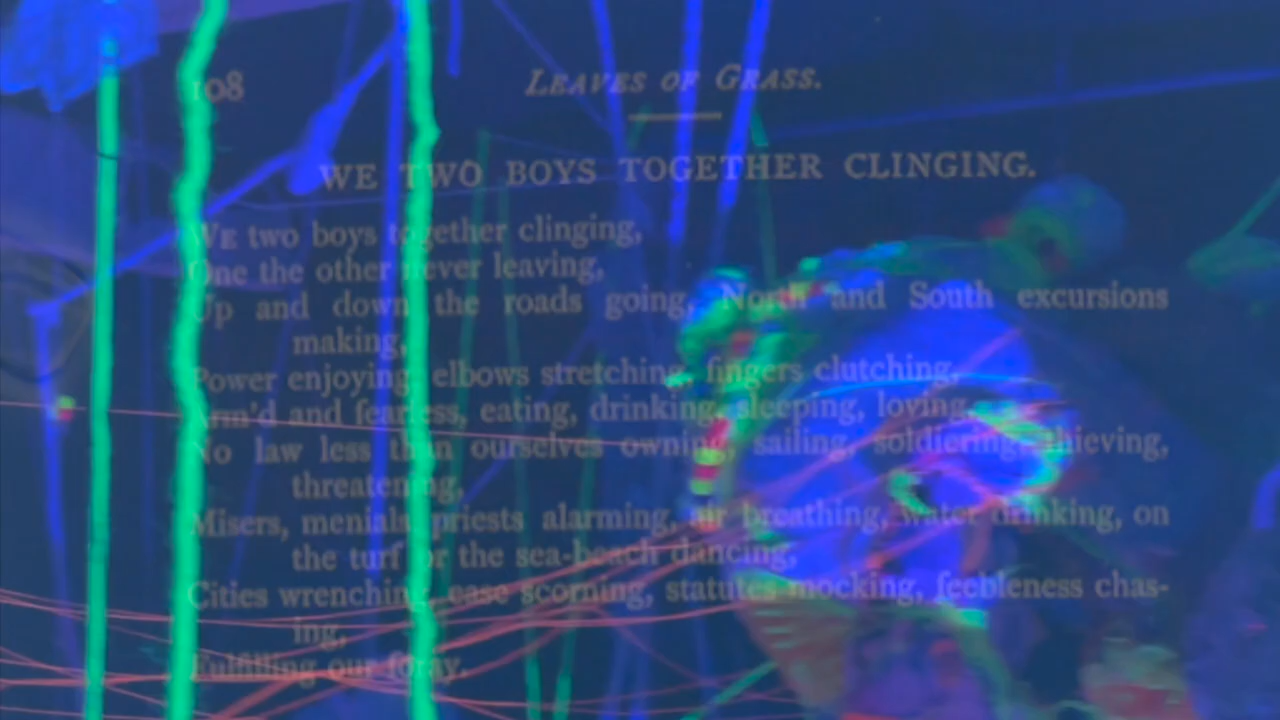 108
LEAVES OF GRASS.
WE TWO BOYS TOGETHER CLINGING.
WE two boys together clinging,
One the other never leaving,
Up and down the roads going, North and South excursions
making,
Power enjoying, elbows stretching, fingers clutching,
Arm'd and fearless, eating, drinking, sleeping, loving,
No law less than ourselves owning, sailing, soldiering, thieving,
threatening,
Misers, menials, priests alarming, air breathing, water drinking, on
the turf or the sea-beach dancing,
Cities wrenching, ease scorning, statutes mocking, feebleness chas-
ing,
Fulfilling our foray.